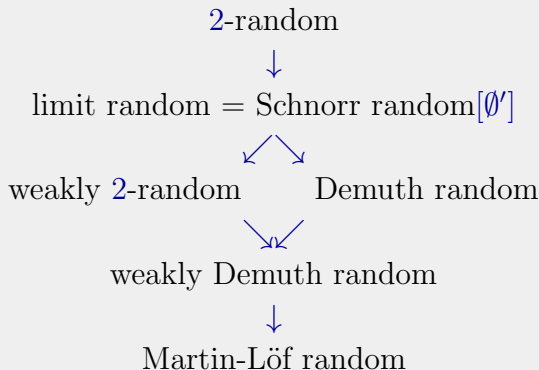 2-random
limit random = Schnorr random[∅′]
weakly 2-random Demuth random
weakly Demuth random
Martin-Löf random